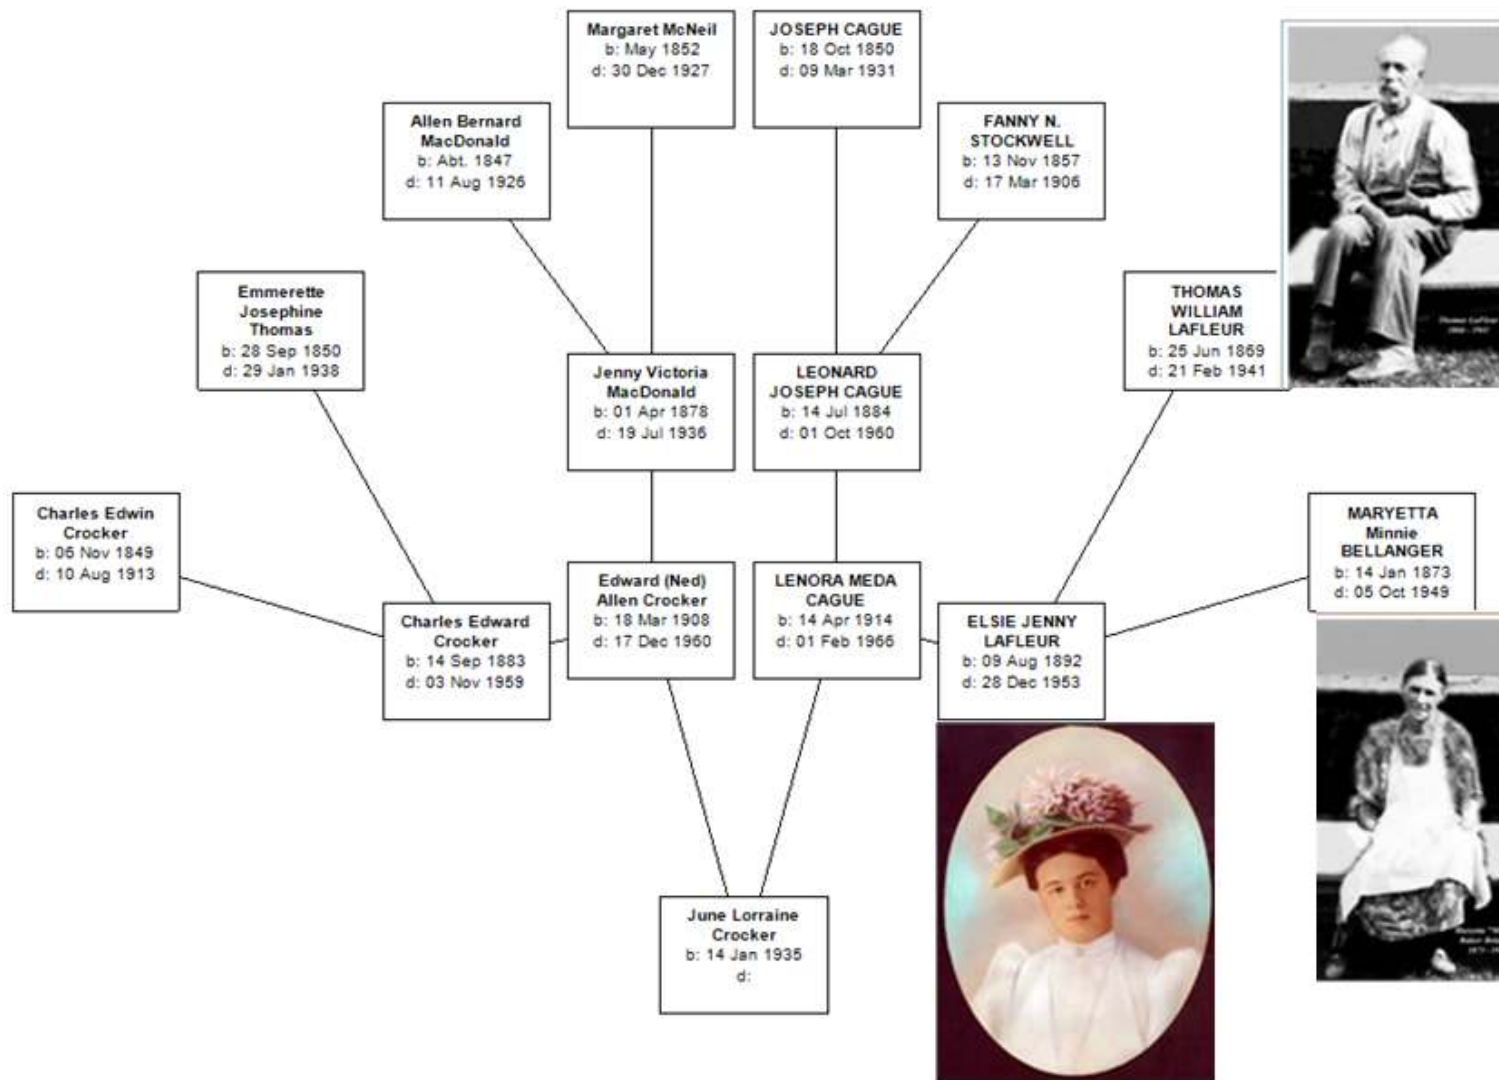 Margaret McNeil
b: May 1852
d: 30 Dec 1927
JOSEPH CAGUE
b: 18 Oct 1850
d: 09 Mar 1931
Allen Bernard
MacDonald
b: Abt. 1847
d: 11 Aug 1926
FANNY N.
STOCKWELL
b: 13 Nov 1857
d: 17 Mar 1906
Emmerette
Josephine
Thomas
b: 28 Sep 1850
d: 29 Jan 1938
THOMAS
WILLIAM
LAFLEUR
b: 25 Jun 1869
d: 21 Feb 1941
Thomas LaFleur
Jenny Victoria
MacDonald
b: 01 Apr 1878
d: 19 Jul 1936
LEONARD
JOSEPH CAGUE
b: 14 Jul 1884
d: 01 Oct 1960
Charles Edwin
Crocker
b: 06 Nov 1849
d: 10 Aug 1913
MARYETTA
Minnie
BELLANGER
b: 14 Jan 1873
d: 05 Oct 1949
Charles Edward
Crocker
b: 14 Sep 1883
d: 03 Nov 1959
Edward (Ned)
Allen Crocker
b: 18 Mar 1908
d: 17 Dec 1960
LENORA MEDA
CAGUE
b: 14 Apr 1914
d: 01 Feb 1966
ELSIE JENNY
LAFLEUR
b: 09 Aug 1892
d: 28 Dec 1953
June Lorraine
Crocker
b: 14 Jan 1935
d: